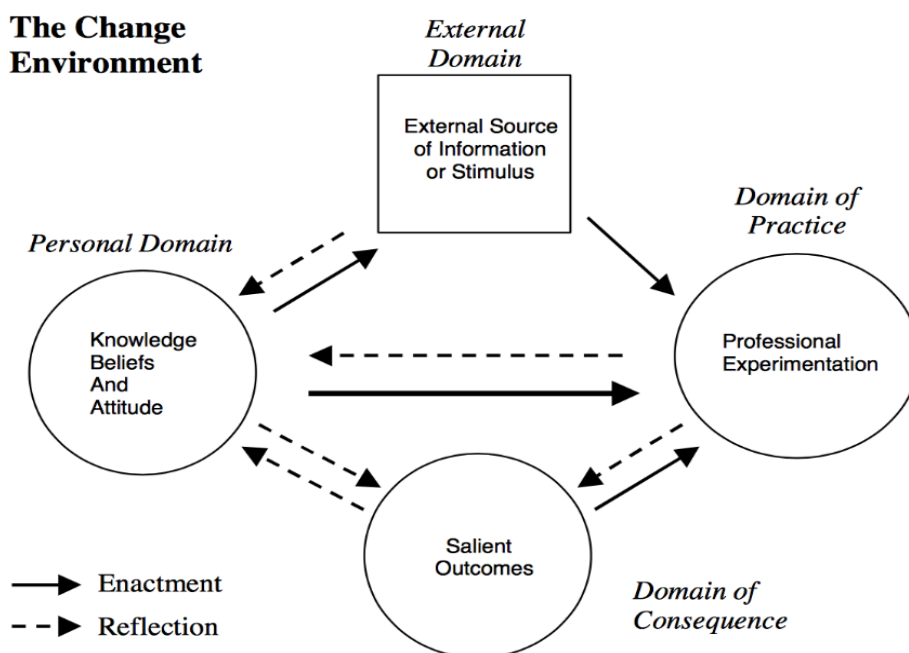 The Change
Environment
External
Domain
External Source
of Information
or Stimulus
Domain of
Practice
Personal Domain
Knowledge
Beliefs
And
Attitude
Professional
Experimentation
Salient
Outcomes
Enactment
Reflection
Domain of
Consequence